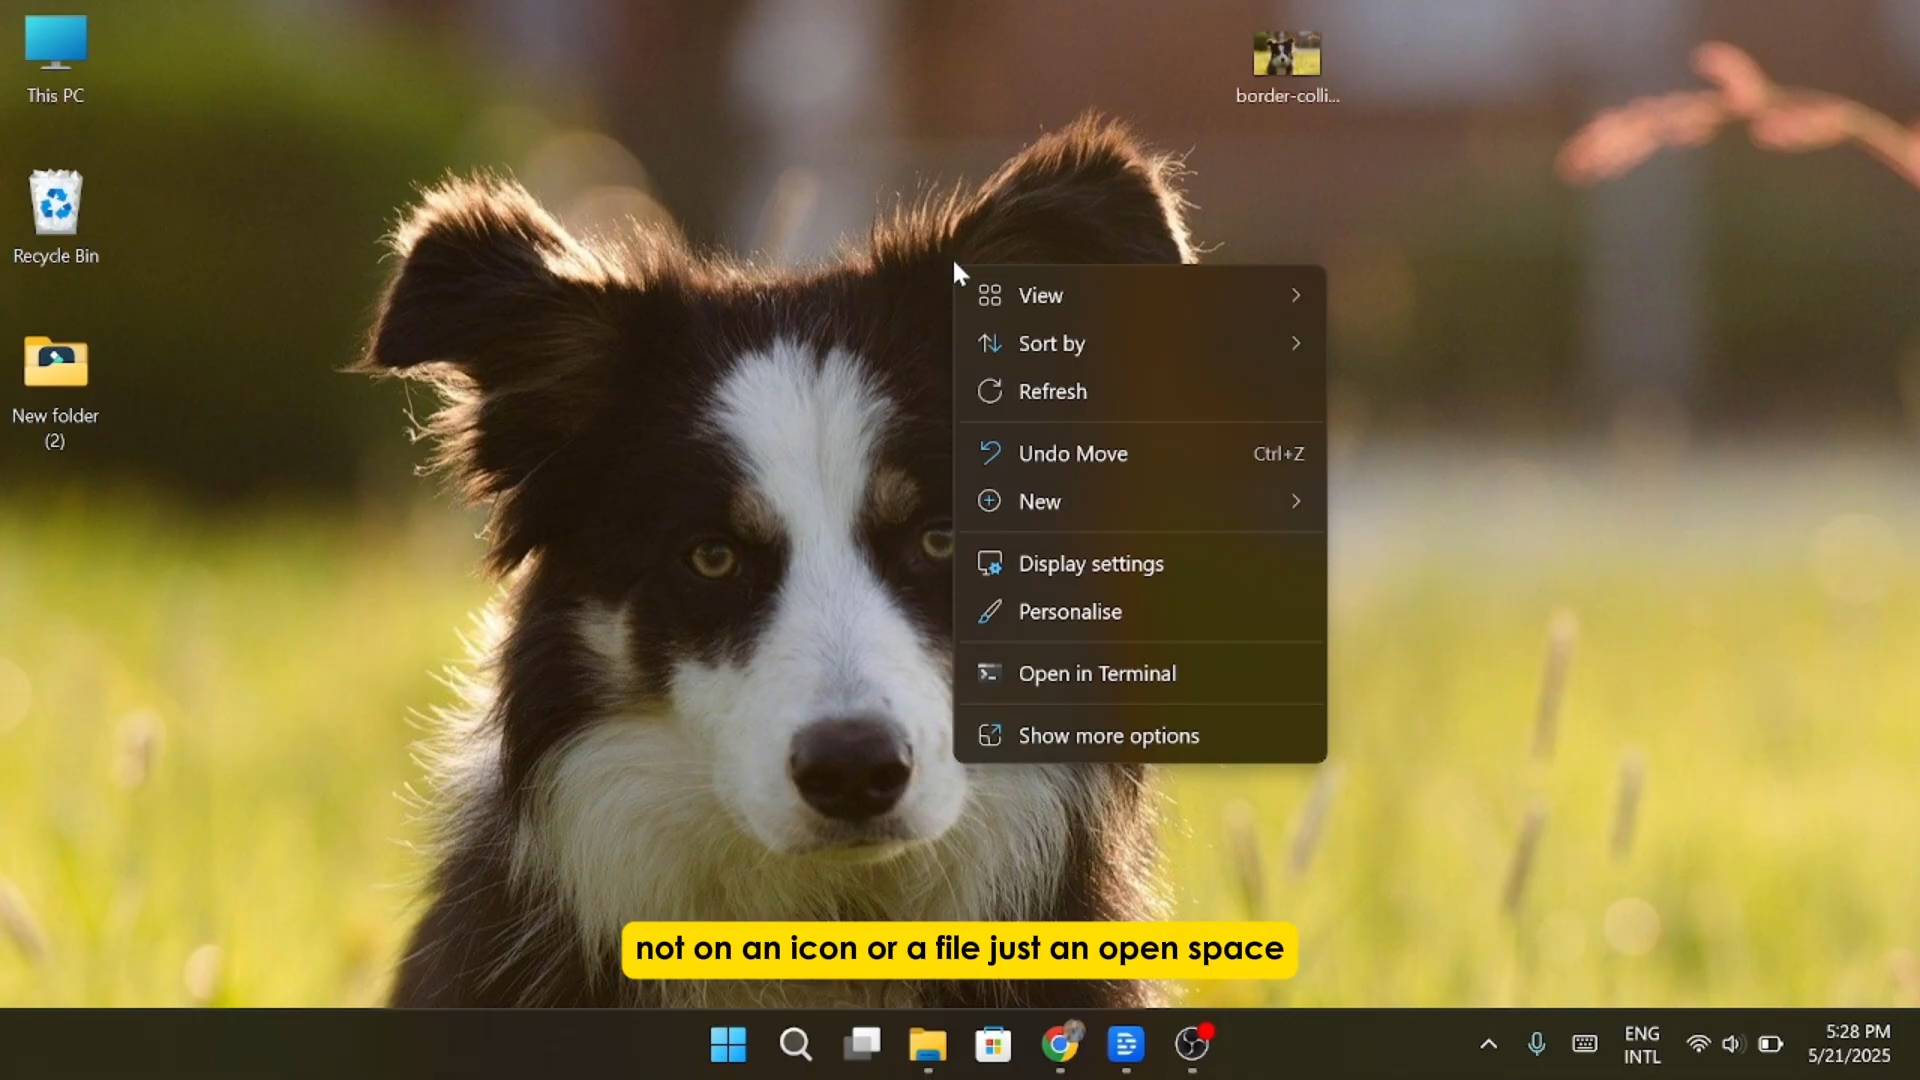 This PC
Recycle Bin
New folder
(2)
border-colli...
View
Sort by
Refresh
Undo Move Ctrl+Z
New
Display settings
Personalise
Open in Terminal
Show more options
not on an icon or a file just an open space
ENG
INTL
5:28 PM
5/21/2025